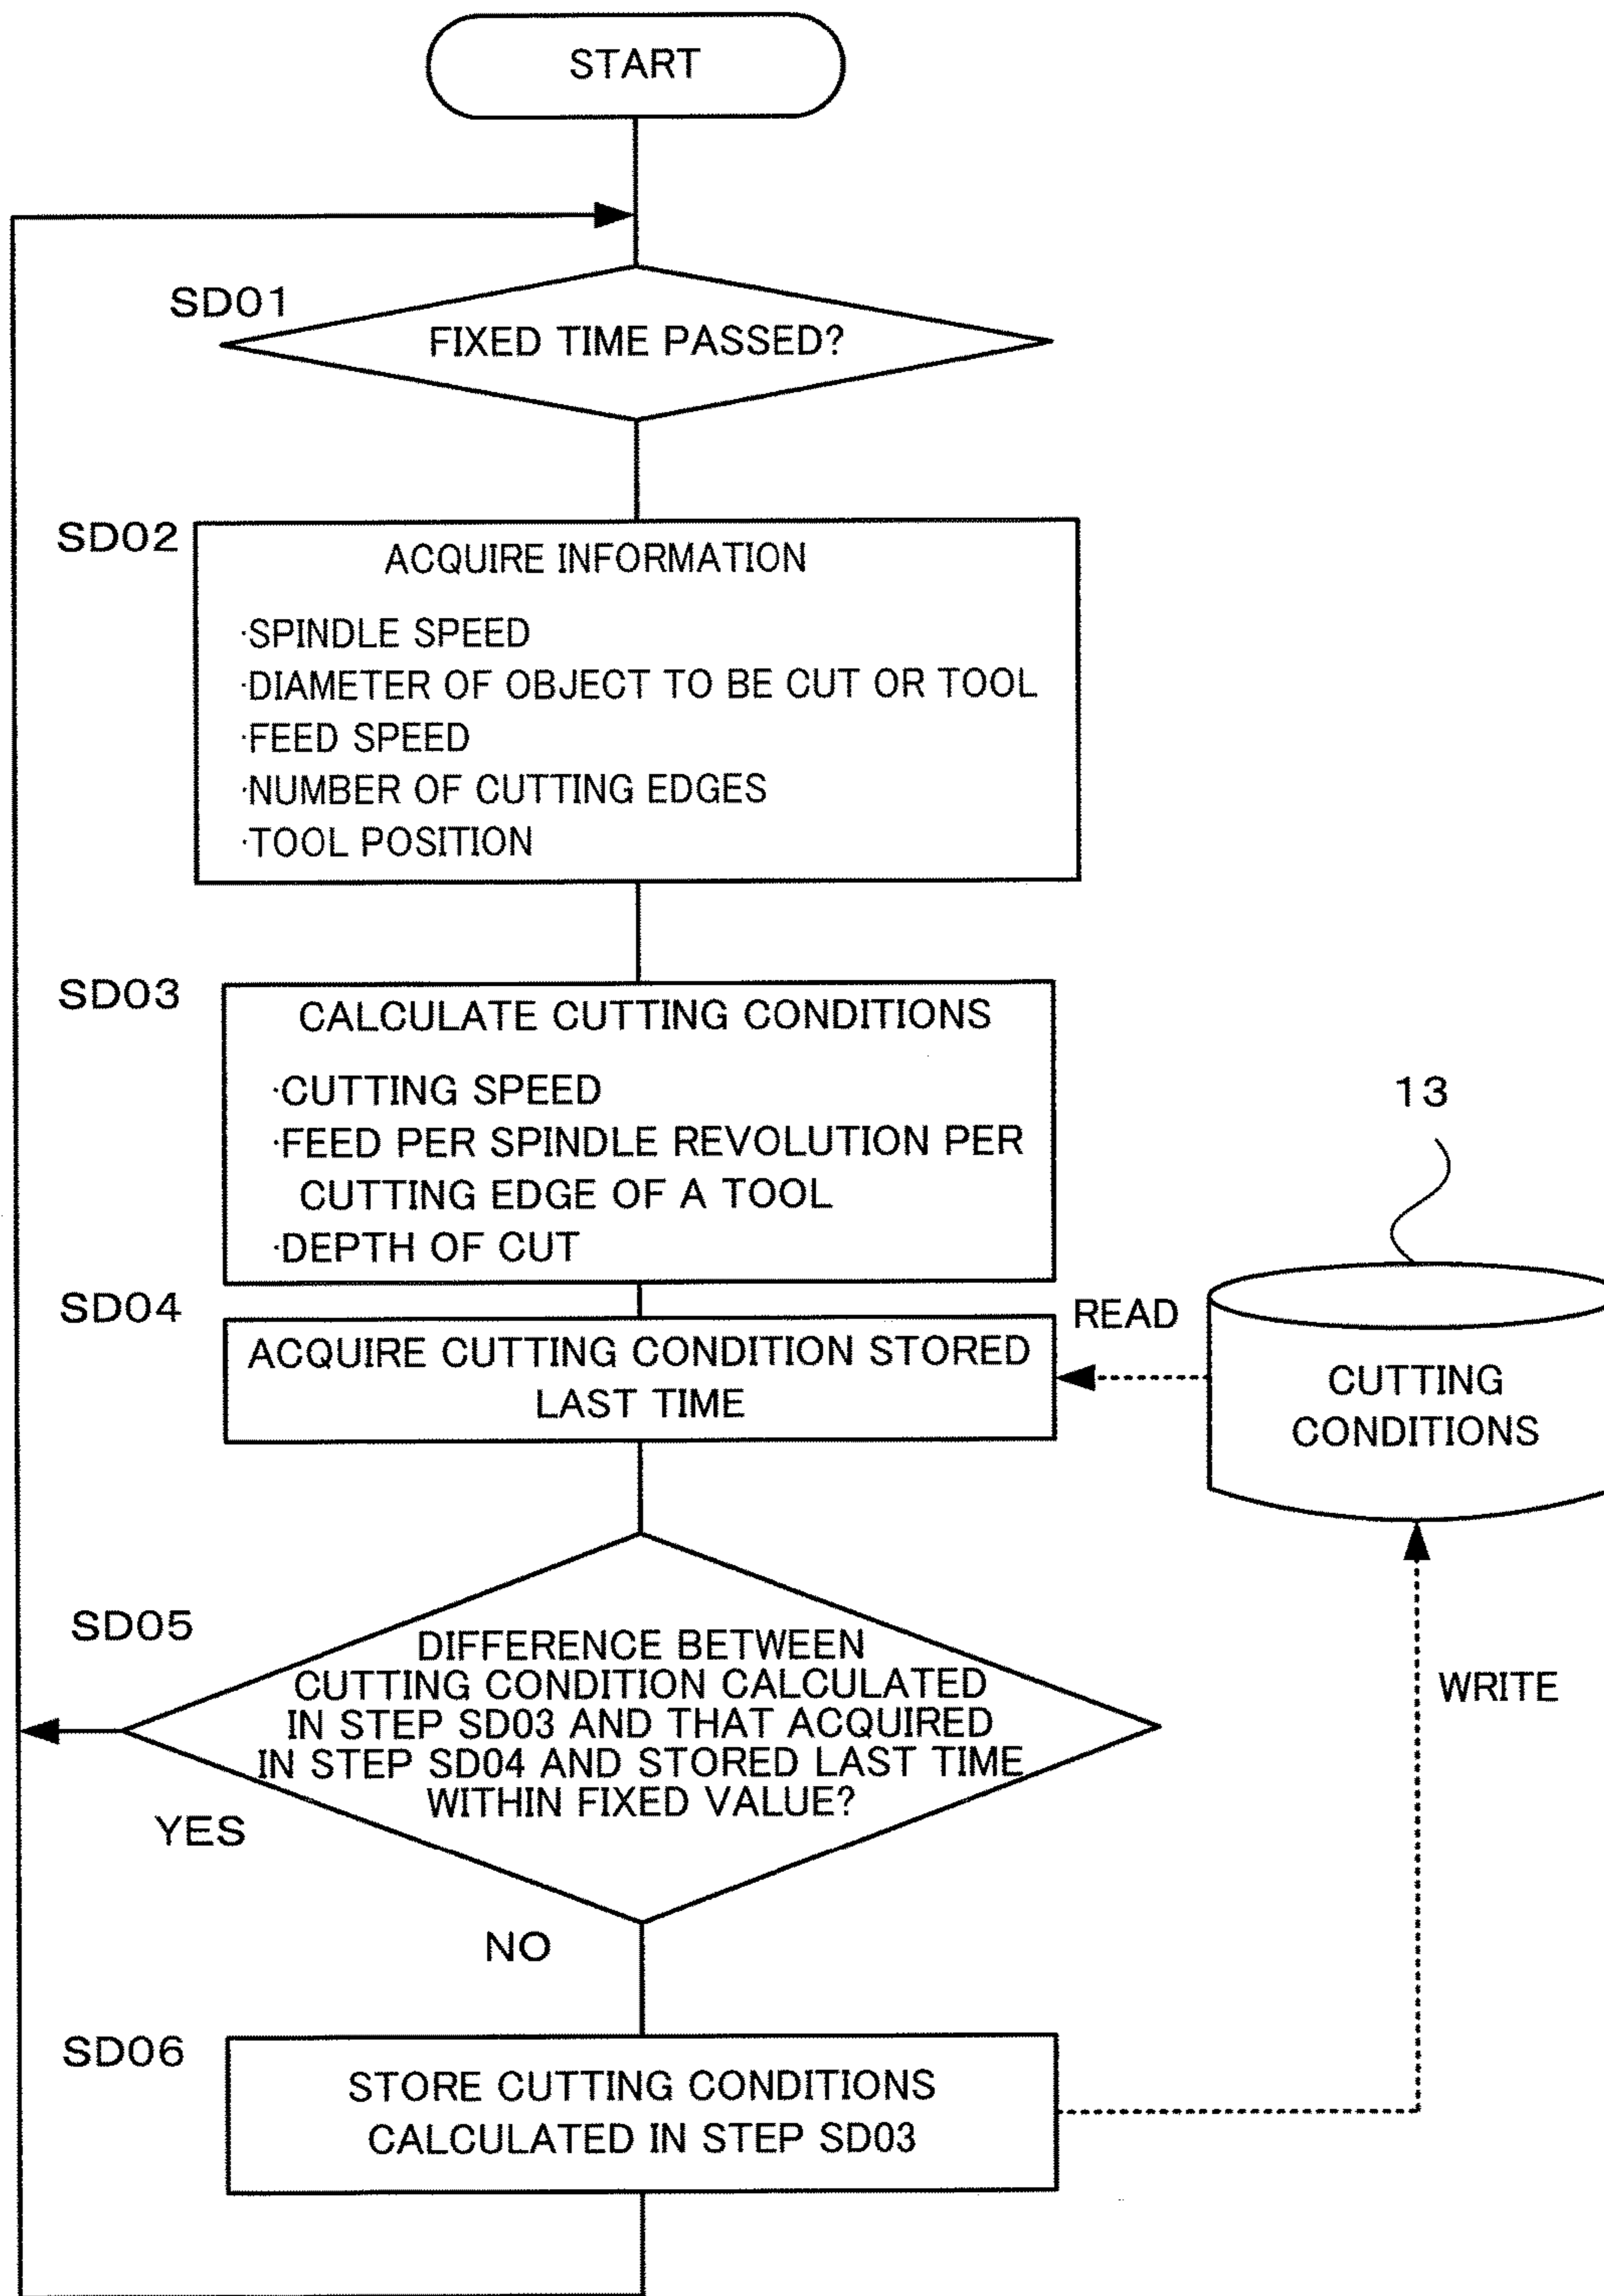 START
SD01
FIXED TIME PASSED?
SD02
ACQUIRE INFORMATION
·SPINDLE SPEED
·DIAMETER OF OBJECT TO BE CUT OR TOOL
·FEED SPEED
·NUMBER OF CUTTING EDGES
·TOOL POSITION
SD03
CALCULATE CUTTING CONDITIONS
·CUTTING SPEED
·FEED PER SPINDLE REVOLUTION PER
CUTTING EDGE OF A TOOL
·DEPTH OF CUT
13
SD04
READ
ACQUIRE CUTTING CONDITION STORED
LAST TIME
CUTTING
CONDITIONS
SD05
DIFFERENCE BETWEEN
CUTTING CONDITION CALCULATED
IN STEP SD03 AND THAT ACQUIRED
IN STEP SD04 AND STORED LAST TIME
WITHIN FIXED VALUE?
WRITE
YES
NO
SD06
STORE CUTTING CONDITIONS
CALCULATED IN STEP SD03